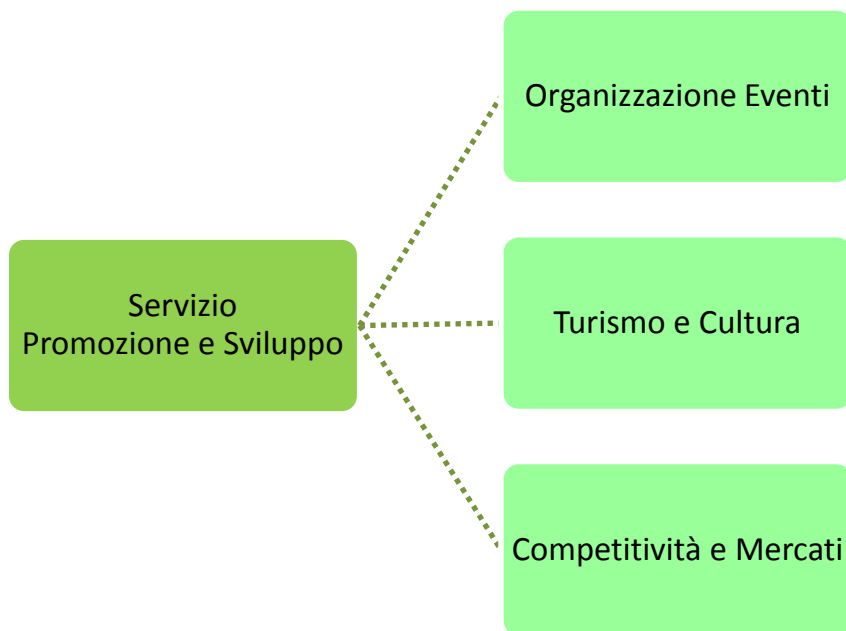 Organizzazione Eventi
Servizio
Promozione e Sviluppo
Turismo e Cultura
Competitività e Mercati